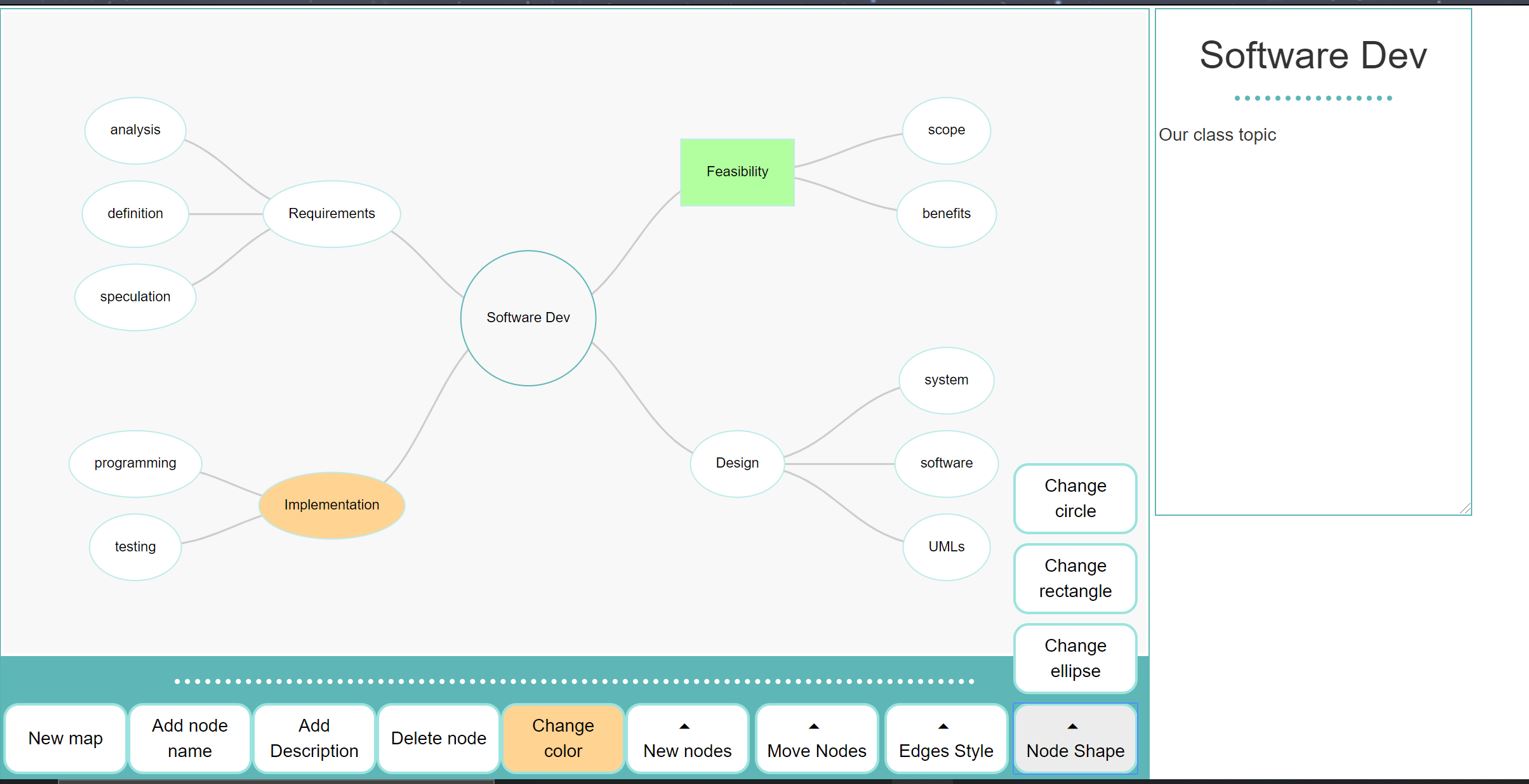 analysis
definition
Requirements
speculation
Software Dev
Feasibility
scope
benefits
programming
Implementation
testing
Design
system
software
UMLs
Change
circle
Change
rectangle
Change
ellipse
New map
Add node
name
Add
Description
Delete node
Change
color
New nodes
Move Nodes
Edges Style
Node Shape
Software Dev
Our class topic